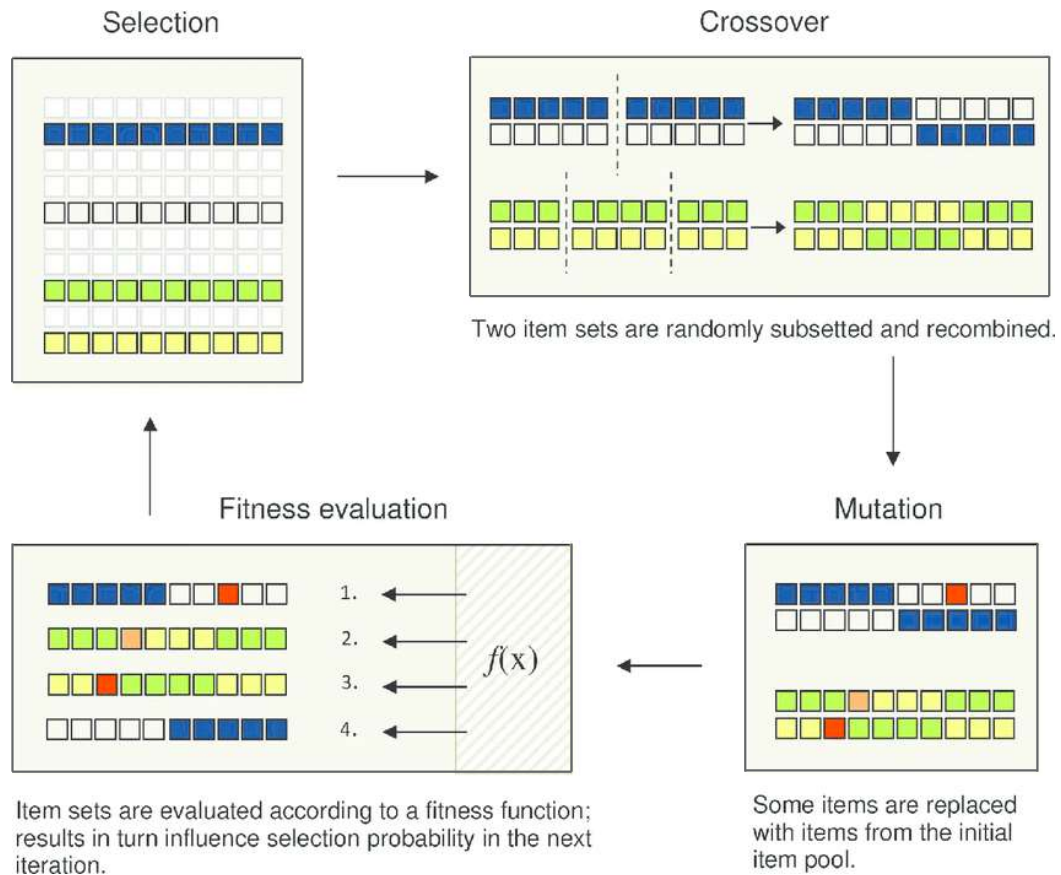 Selection
Crossover
Two item sets are randomly subsetted and recombined.
Fitness evaluation
Mutation
1.
2.
3.
4.
f(x)
Item sets are evaluated according to a fitness function;
results in turn influence selection probability in the next
iteration.
Some items are replaced
with items from the initial
item pool.